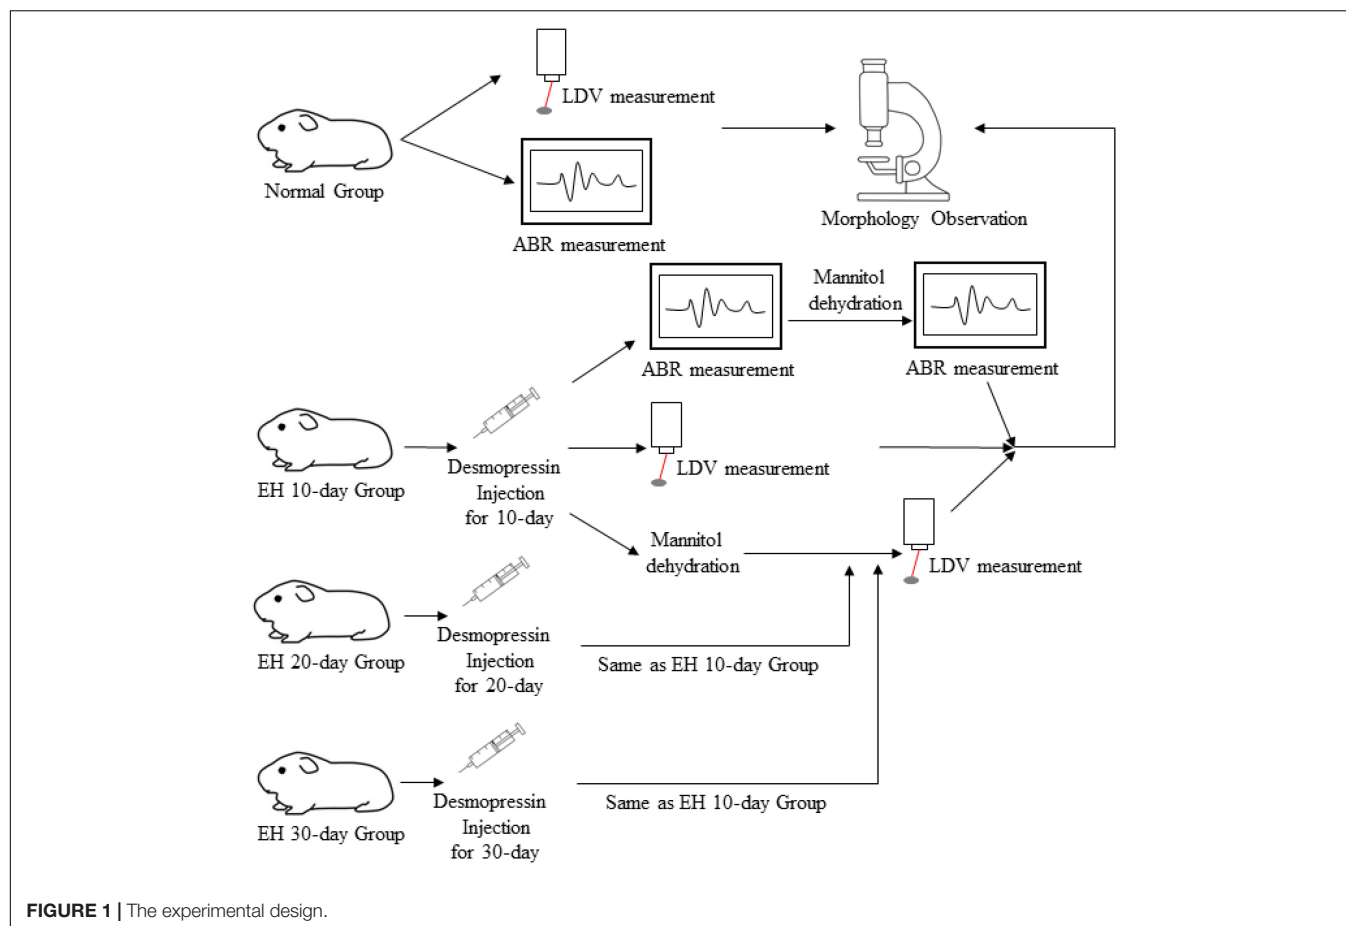 LDV measurement
Normal Group
ABR measurement
Morphology Observation
Mannitol
dehydration
ABR measurement
ABR measurement
EH 10-day Group
Desmopressin
Injection
for 10-day
LDV measurement
Mannitol
dehydration
LDV measurement
EH 20-day Group
Desmopressin
Injection
for 20-day
Same as EH 10-day Group
EH 30-day Group
Desmopressin
Injection
for 30-day
Same as EH 10-day Group
FIGURE 1 | The experimental design.